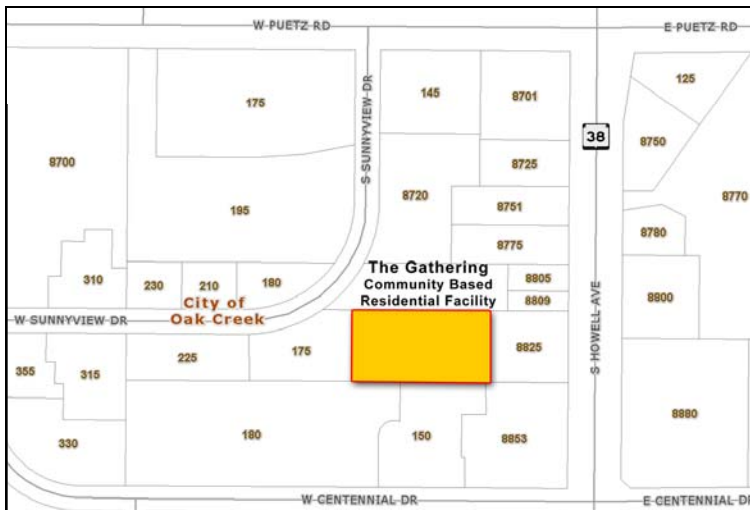 W PUETZ RD
E PUETZ RD
175
145
8701
125
S SUNNYVIEW DR
38
8750
8700
8725
8720
8770
195
8751
8780
8775
310
230
210
180
The Gathering
Community Based
Residential Facility
8805
8809
8800
City of
Oak Creek
W SUNNYVIEW DR
S HOWELL AVE
225
175
8825
355
315
330
180
150
8853
8880
W CENTENNIAL DR
E CENTENNIAL DR